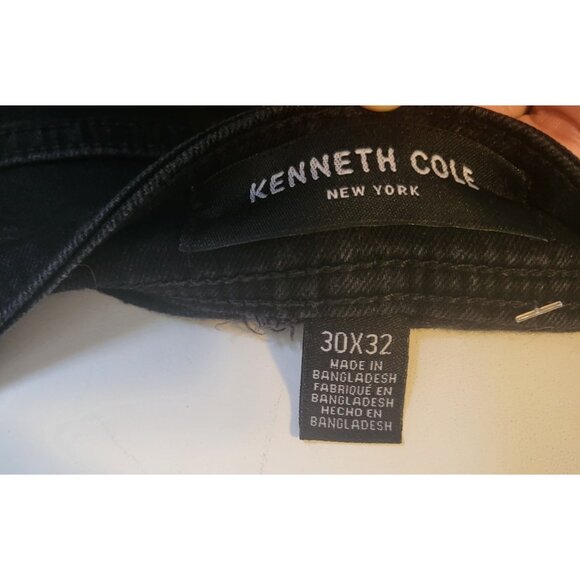 KENNETH COLE
NEW YORK
30X32
MADE IN
BANGLADESH
FABRIQUÉ EN
BANGLADESH
HECHO EN
BANGLADESH